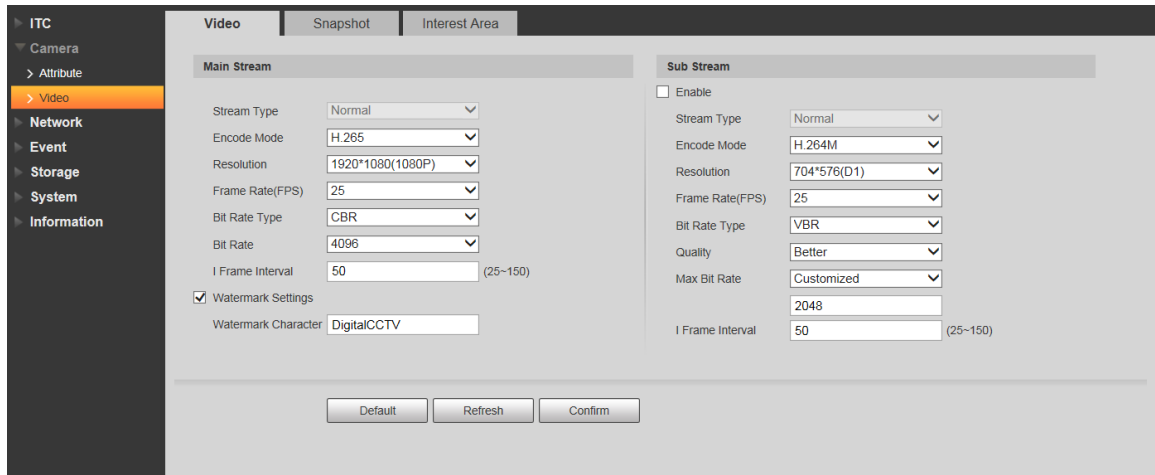 ITC
Camera
Attribute
Video
Network
Event
Storage
System
Information
Video Snapshot Interest Area
Main Stream
Stream Type Normal
Encode Mode H.265
Resolution 1920*1080(1080P)
Frame Rate(FPS) 25
Bit Rate Type CBR
Bit Rate 4096
I Frame Interval 50 (25~150)
Watermark Settings
Watermark Character DigitalCCTV
Sub Stream
Enable
Stream Type Normal
Encode Mode H.264M
Resolution 704*576(D1)
Frame Rate(FPS) 25
Bit Rate Type VBR
Quality Better
Max Bit Rate Customized
2048
I Frame Interval 50 (25~150)
Default Refresh Confirm